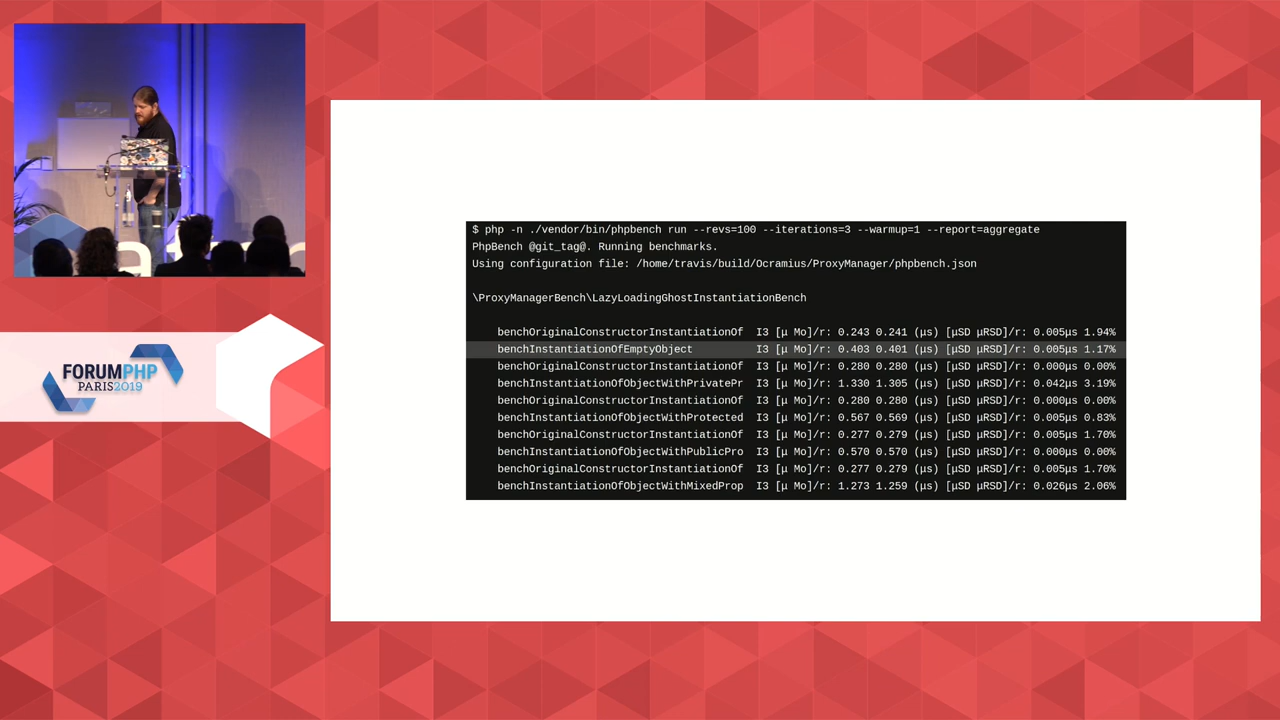 FORUMPHP
PARIS2019
$ php -n ./vendor/bin/phpbench run --revs=100 --iterations=3 --warmup=1 --report=aggregate
PhpBench @git_tag@. Running benchmarks.
Using configuration file: /home/travis/build/Ocramius/ProxyManager/phpbench.json
\ProxyManagerBench\LazyLoadingGhostInstantiationBench
benchOriginalConstructorInstantiationOf I3 [μ Mo]/r: 0.243 0.241 (μs) [μSD μRSD]/r: 0.005μs 1.94%
benchInstantiationOfEmptyObject I3 [μ Mo]/r: 0.403 0.401 (μs) [μSD μRSD]/r: 0.005μs 1.17%
benchOriginalConstructorInstantiationOf I3 [μ Mo]/r: 0.280 0.280 (μs) [μSD μRSD]/r: 0.000μs 0.00%
benchInstantiationOfObjectWithPrivatePr I3 [μ Mo]/r: 1.330 1.305 (μs) [μSD μRSD]/r: 0.042μs 3.19%
benchOriginalConstructorInstantiationOf I3 [μ Mo]/r: 0.280 0.280 (μs) [μSD μRSD]/r: 0.000μs 0.00%
benchInstantiationOfObjectWithProtected I3 [μ Mo]/r: 0.567 0.569 (μs) [μSD μRSD]/r: 0.005μs 0.83%
benchOriginalConstructorInstantiationOf I3 [μ Mo]/r: 0.277 0.279 (μs) [μSD μRSD]/r: 0.005μs 1.70%
benchInstantiationOfObjectWithPublicPro I3 [μ Mo]/r: 0.570 0.570 (μs) [μSD μRSD]/r: 0.000μs 0.00%
benchOriginalConstructorInstantiationOf I3 [μ Mo]/r: 0.277 0.279 (μs) [μSD μRSD]/r: 0.005μs 1.70%
benchInstantiationOfObjectWithMixedProp I3 [μ Mo]/r: 1.273 1.259 (μs) [μSD μRSD]/r: 0.026μs 2.06%